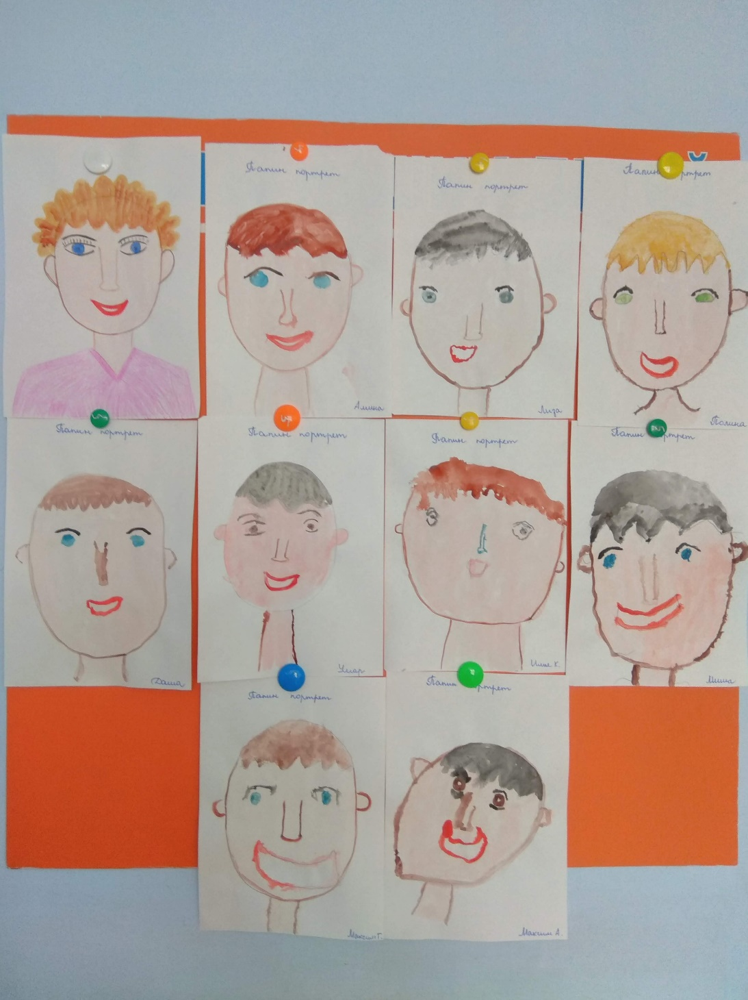 Папин портрет
Алина
Папин портрет
Лиза
Папин портрет
Полина
Папин портрет
Даша
Папин портрет
Умар
Папин портрет
К.
Папин портрет
Миша
Папин портрет
Максим Г.
Папин портрет
Максим А.